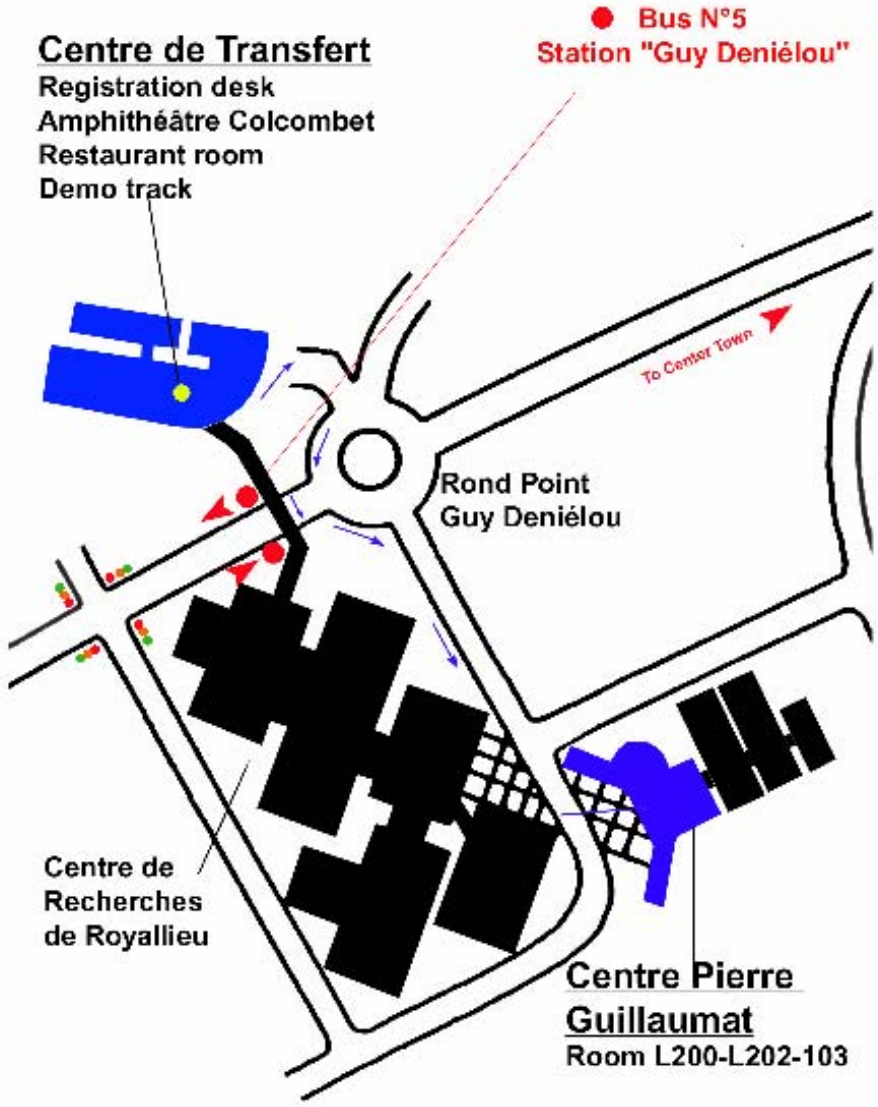 Centre de Transfert
Registration desk
Amphithéâtre Colcombet
Restaurant room
Demo track
Bus N°5
Station "Guy Deniélou"
To Center Town
Rond Point
Guy Deniélou
Centre de
Recherches
de Royallieu
Centre Pierre
Guillaumat
Room L200-L202-103